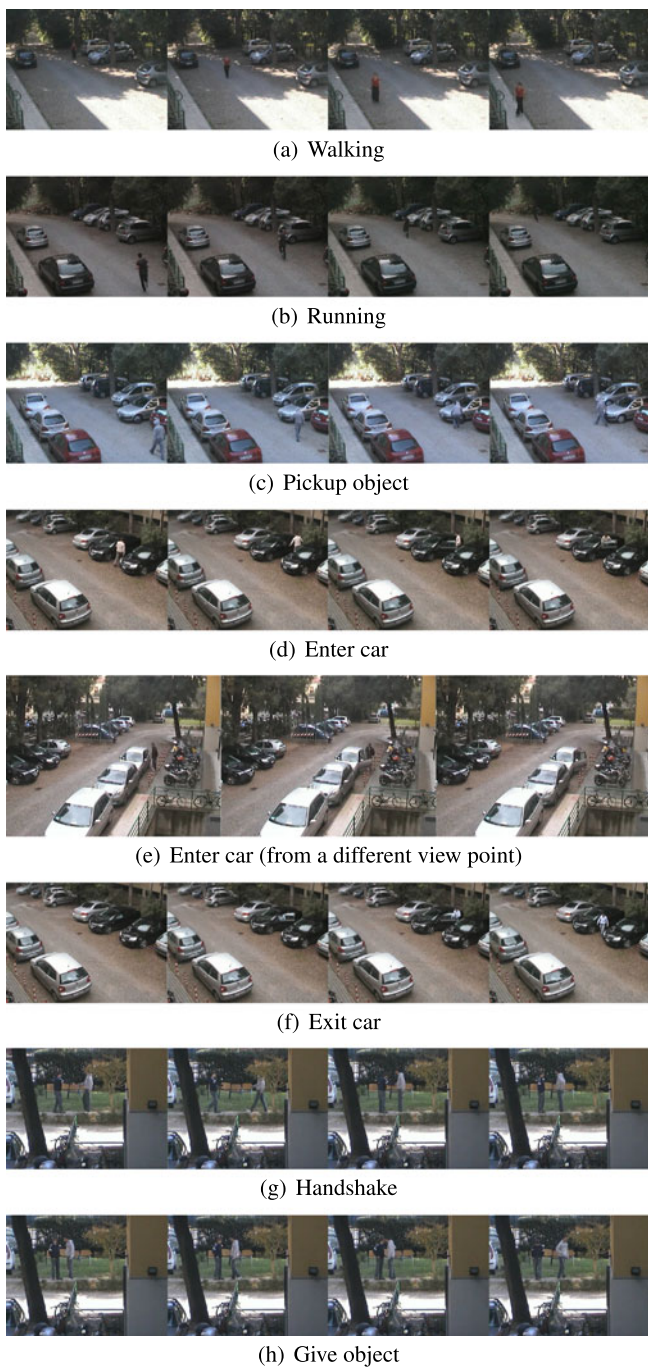 (a) Walking
(b) Running
(c) Pickup object
(d) Enter car
(e) Enter car (from a different view point)
(f) Exit car
(g) Handshake
(h) Give object